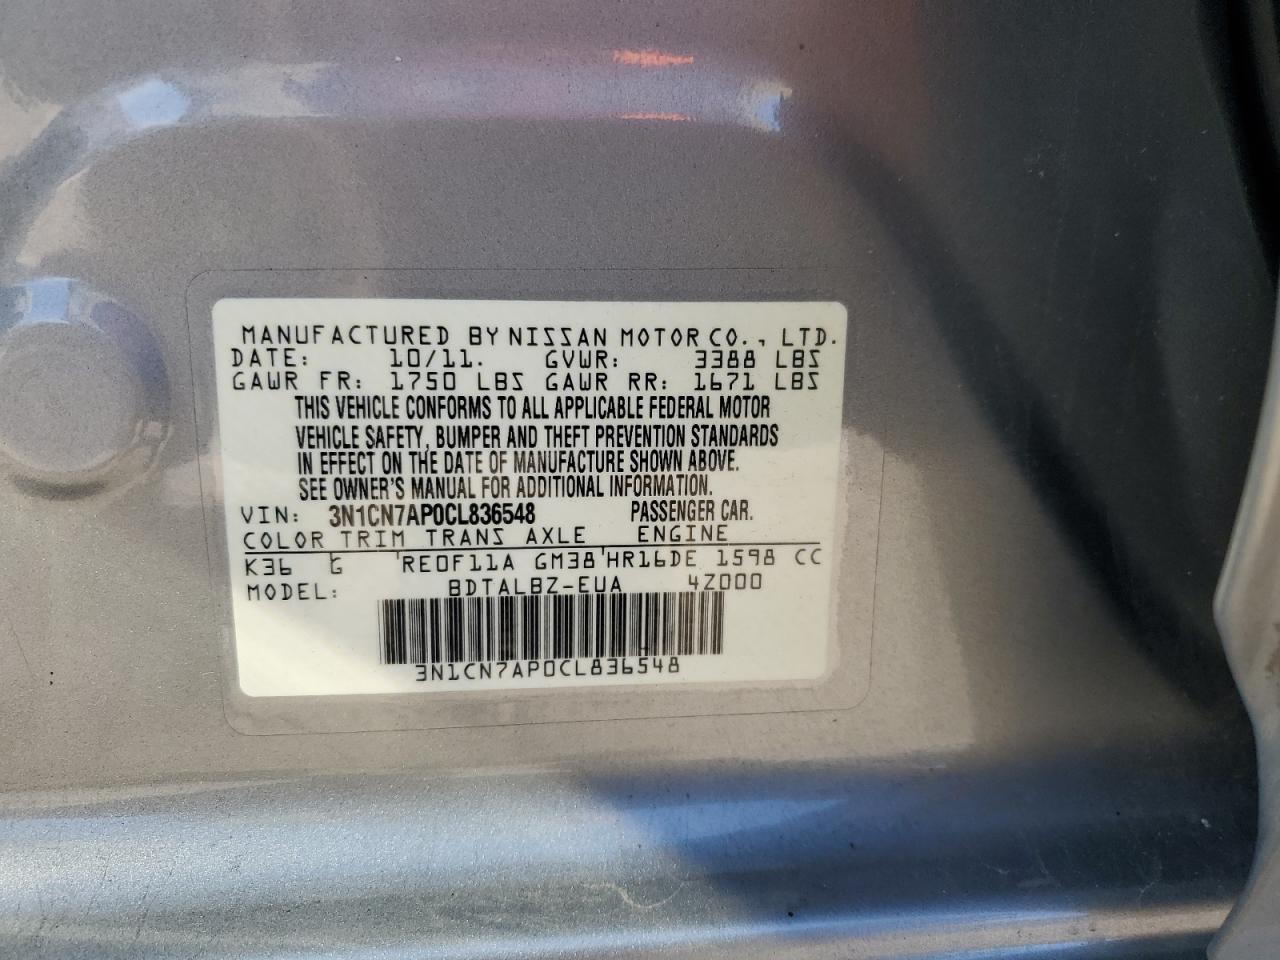 MANUFACTURED BY NISSAN MOTOR CO., LTD.
DATE: 10/11. GVWR: 3388 LBS
GAWR FR: 1750 LBS GAWR RR: 1671 LBS
THIS VEHICLE CONFORMS TO ALL APPLICABLE FEDERAL MOTOR
VEHICLE SAFETY, BUMPER AND THEFT PREVENTION STANDARDS
IN EFFECT ON THE DATE OF MANUFACTURE SHOWN ABOVE.
SEE OWNER'S MANUAL FOR ADDITIONAL INFORMATION.
VIN: 3N1CN7AP0CL836548 PASSENGER CAR.
COLOR TRIM TRANS AXLE ENGINE
K36 G RE0F11A GM38 HR16DE 1598 CC
MODEL: BDTALBZ-EUA 4Z000
3N1CN7AP0CL836548